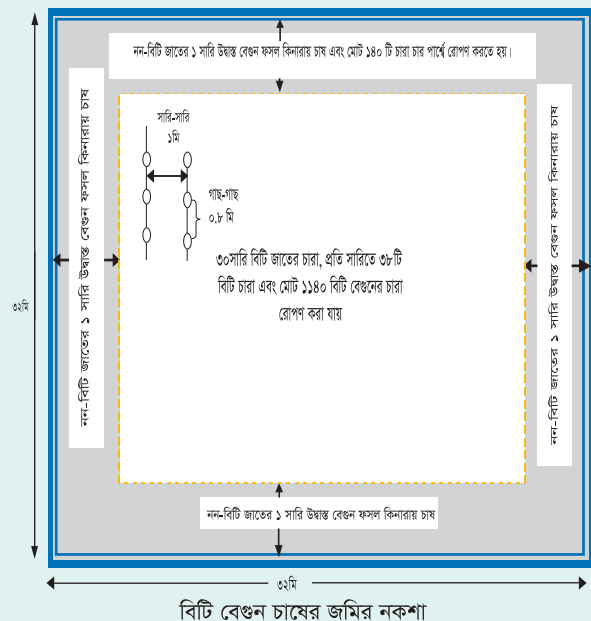 নন-বিটি জাতের ১ সারি উদ্বাস্ত বেগুন ফসল কিনারায় চাষ এবং মোট ১৪০ টি চারা চার পার্শ্বে রোপণ করতে হয়।
নন-বিটি জাতের ১ সারি উদ্বাস্ত বেগুন ফসল কিনারায় চাষ
সারি-সারি
১মি
গাছ-গাছ
০.৮ মি
৩০সারি বিটি জাতের চারা, প্রতি সারিতে ৩৮টি
বিটি চারা এবং মোট ১১৪০ বিটি বেগুনের চারা
রোপণ করা যায়
নন-বিটি জাতের ১ সারি উদ্বাস্ত বেগুন ফসল কিনারায় চাষ
৩২মি
নন-বিটি জাতের ১ সারি উদ্বাস্ত বেগুন ফসল কিনারায় চাষ
৩২মি
বিটি বেগুন চাষের জমির নকশা